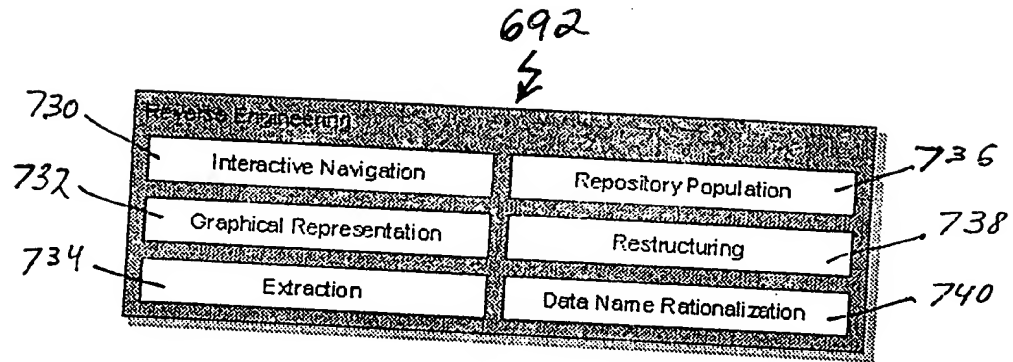 692
Reverse Engineering
730
Interactive Navigation
Repository Population
736
732
Graphical Representation
Restructuring
738
734
Extraction
Data Name Rationalization
740